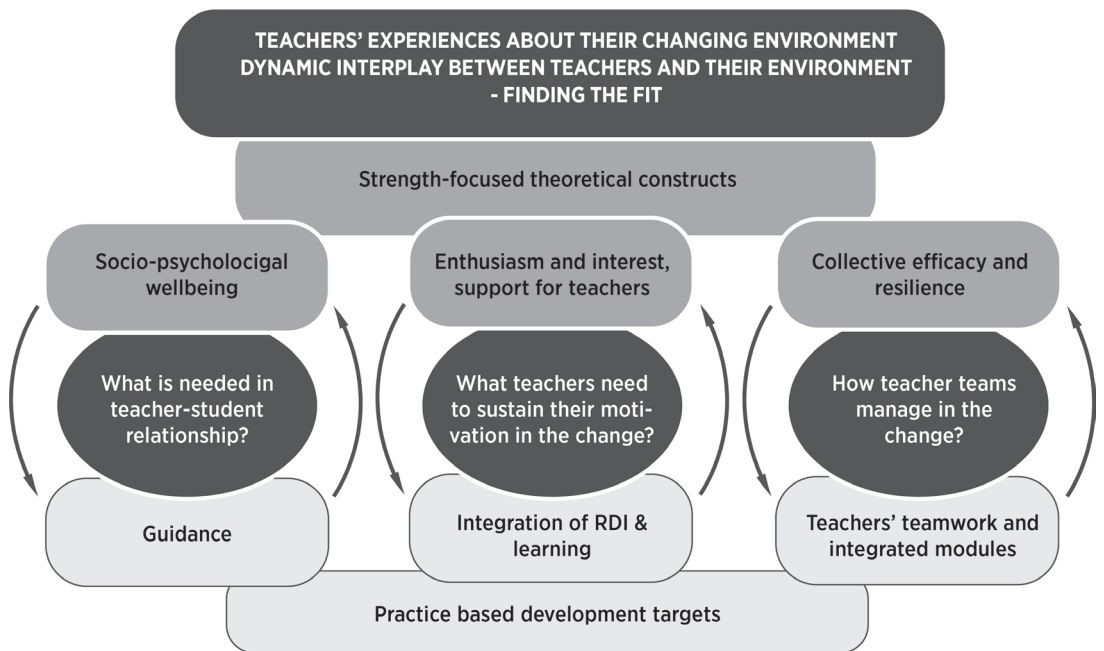 TEACHERS’ EXPERIENCES ABOUT THEIR CHANGING ENVIRONMENT
DYNAMIC INTERPLAY BETWEEN TEACHERS AND THEIR ENVIRONMENT
- FINDING THE FIT
Strength-focused theoretical constructs
Socio-psycholocigal
wellbeing
Enthusiasm and interest,
support for teachers
Collective efficacy and
resilience
What is needed in
teacher-student
relationship?
What teachers need
to sustain their moti-
vation in the change?
How teacher teams
manage in the
change?
Guidance
Integration of RDI &
learning
Teachers’ teamwork and
integrated modules
Practice based development targets